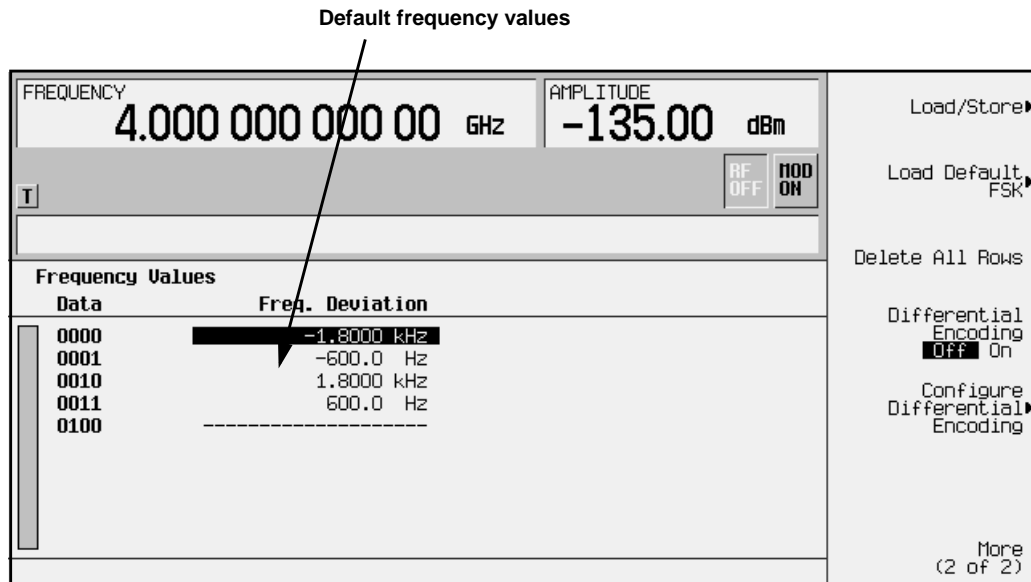 Default frequency values
FREQUENCY
4.000 000 000 00 GHz
AMPLITUDE
-135.00 dBm
T
RF
OFF
MOD
ON
Frequency Values
Data Freq. Deviation
0000 -1.8000 kHz
0001 -600.0 Hz
0010 1.8000 kHz
0011 600.0 Hz
0100 --------------------
Load/Store
Load Default
FSK
Delete All Rows
Differential
Encoding
Off On
Configure
Differential
Encoding
More
(2 of 2)